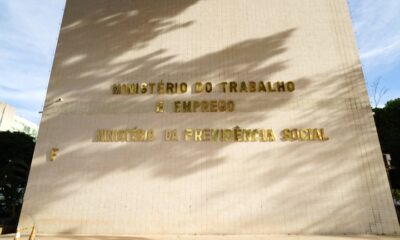 MINISTÉRIO DO TRABALHO
E EMPREGO
MINISTÉRIO DA PREVIDÊNCIA SOCIAL